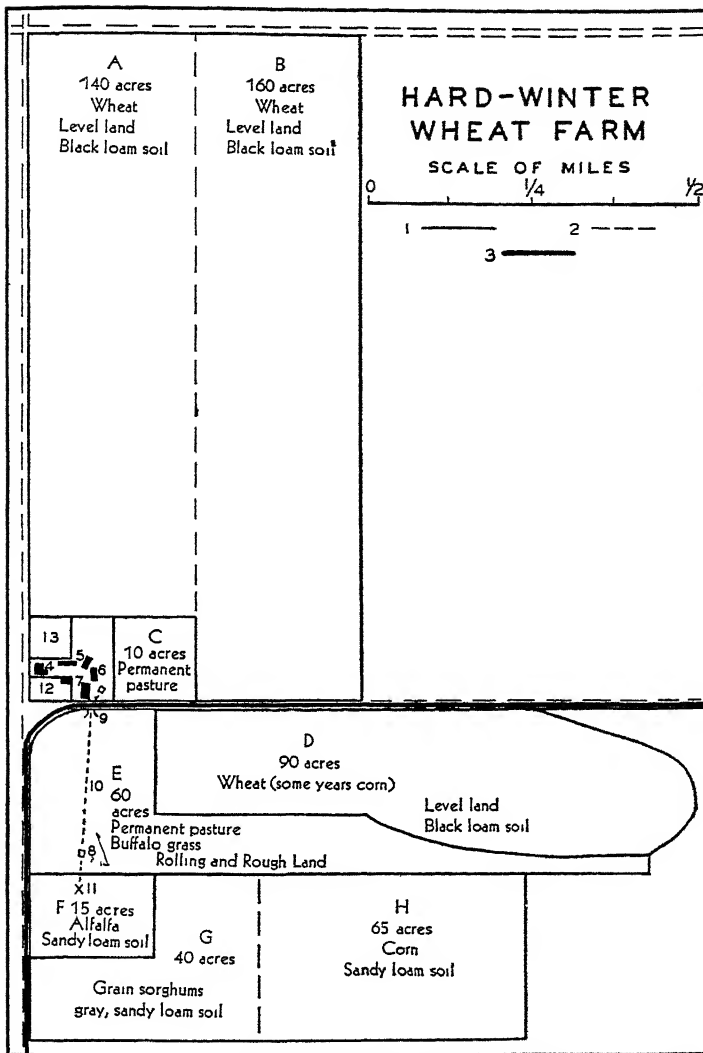 A
140 acres
Wheat
Level land
Black loam soil
B
160 acres
Wheat
Level land
Black loam soil
HARD-WINTER
WHEAT FARM
SCALE OF MILES
0 1/4 1/2
1 2
3
13
5
4
6
12
7
C
10 acres
Permanent
pasture
9
D
90 acres
Wheat (some years corn)
Level land
Black loam soil
10
E
60
acres
Permanent pasture
Buffalo grass
8
Rolling and Rough Land
X11
F 15 acres
Alfalfa
Sandy loam soil
G
40 acres
Grain sorghums
gray, sandy loam soil
H
65 acres
Corn
Sandy loam soil